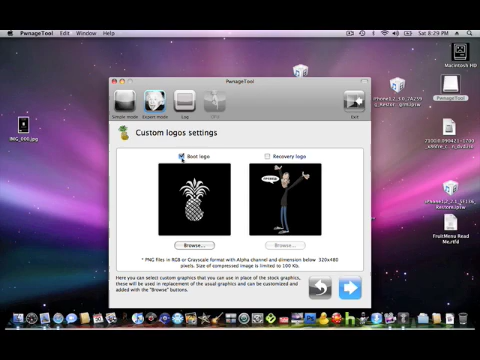 PwnageTool Edit Window Help
Sat 8:29 PM
Macintosh HD
PwnageTool
IMG_000.jpg
PwnageTool
Simple mode Expert mode Log
Exit
Custom logos settings
Boot logo Recovery logo
Browse... Browse...
* PNG files in RGB or Grayscale format with Alpha channel and dimension below 320x480
pixels. Size of compressed image is limited to 100 Kb.
Here you can select custom graphics that you can use in place of the stock graphics,
these will be used in replacement of the usual graphics and can be customized and
added with the "Browse" buttons.
FruitMenu Read
Me.rtfd